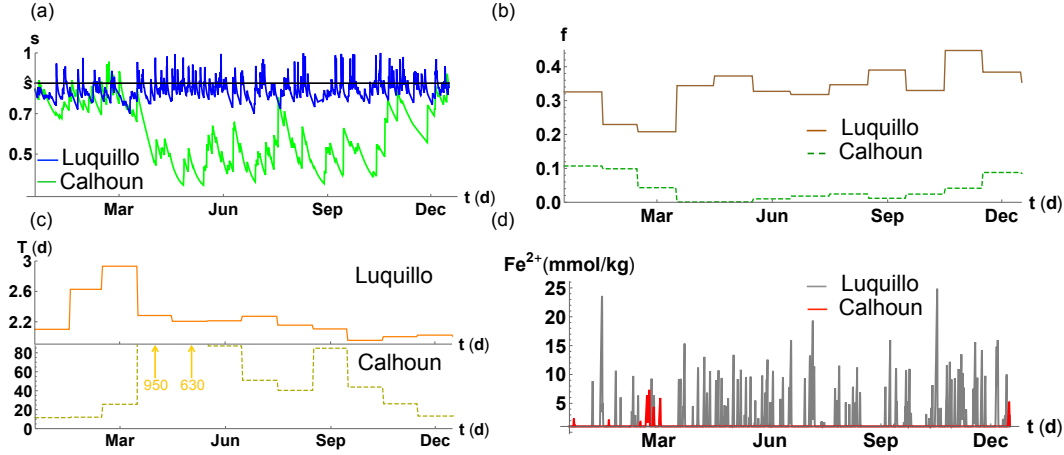 (a)
s
1
ŝ
0.7
0.5
Luquillo
Calhoun
Mar Jun Sep Dec
t (d)
(b)
f
0.4
0.3
0.2
0.1
0.0
Luquillo
Calhoun
Mar Jun Sep Dec
t (d)
(c)
T (d)
3
2.6
2.2
Luquillo
t (d)
80
60
40
20
0
Calhoun
950 630
Mar Jun Sep Dec
t (d)
(d)
Fe²⁺(mmol/kg)
25
20
15
10
5
Luquillo
Calhoun
Mar Jun Sep Dec
t (d)